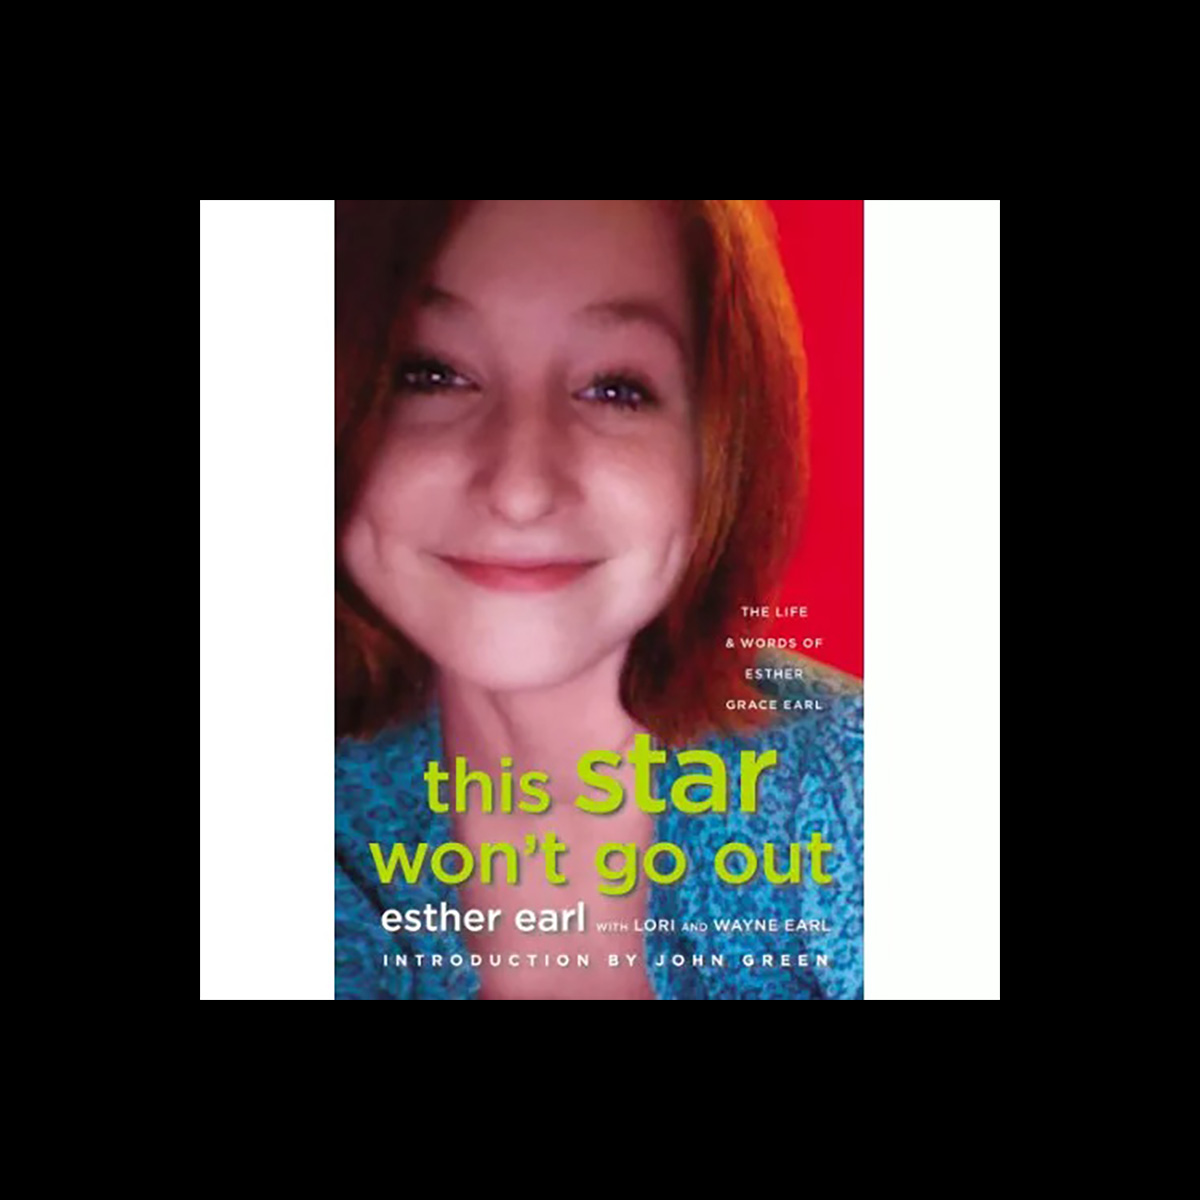 THE LIFE
& WORDS OF
ESTHER
GRACE EARL
this star
won't go out
esther earl WITH LORI AND WAYNE EARL
INTRODUCTION BY JOHN GREEN